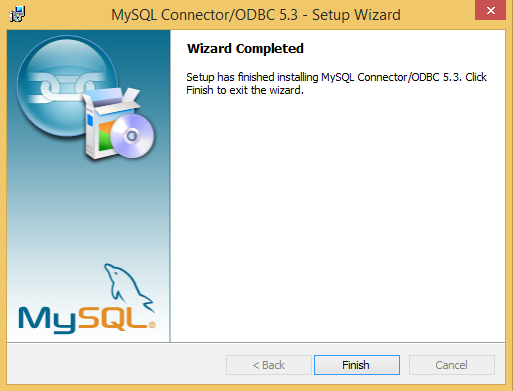 MySQL Connector/ODBC 5.3 - Setup Wizard
Wizard Completed
Setup has finished installing MySQL Connector/ODBC 5.3. Click
Finish to exit the wizard.
MySQL®
< Back
Finish
Cancel